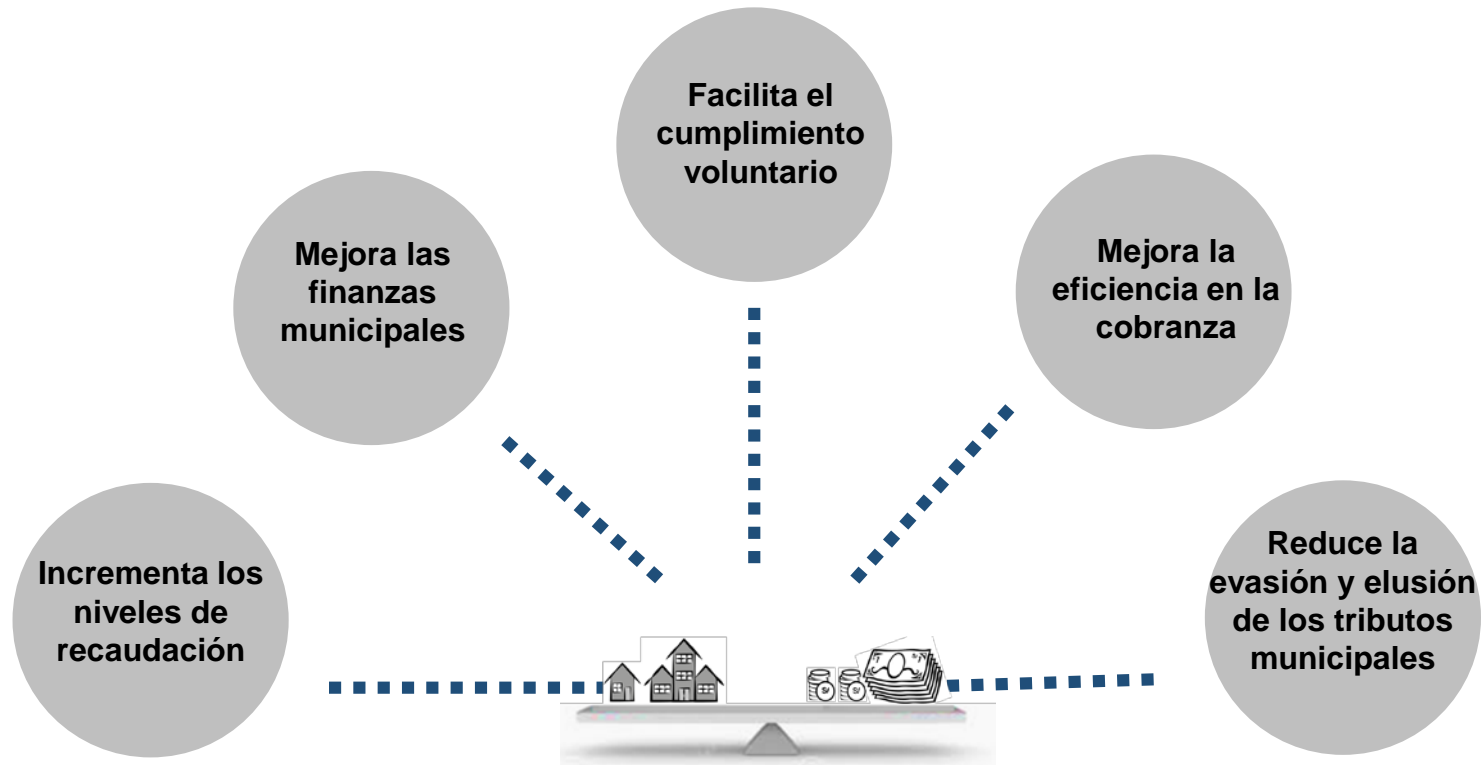 Facilita el
cumplimiento
voluntario
Mejora las
finanzas
municipales
Mejora la
eficiencia en la
cobranza
Incrementa los
niveles de
recaudación
Reduce la
evasión y elusión
de los tributos
municipales
S/
S/